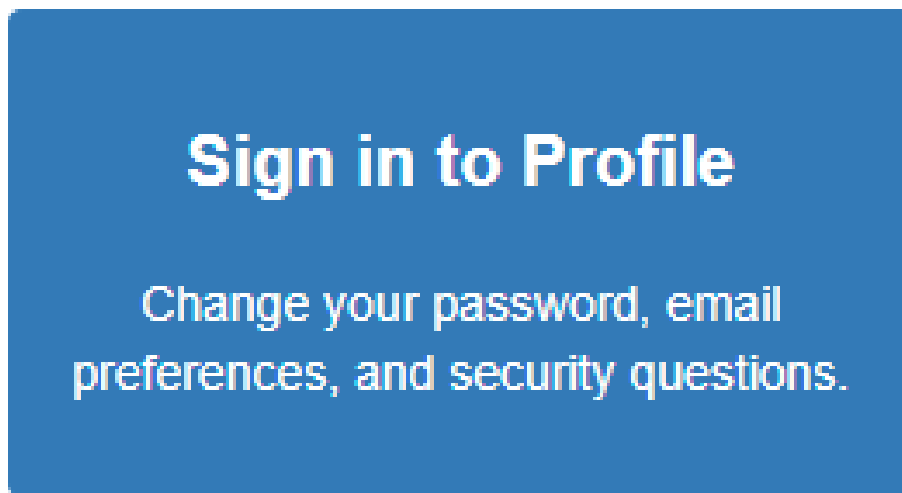 Sign in to Profile
Change your password, email
preferences, and security questions.